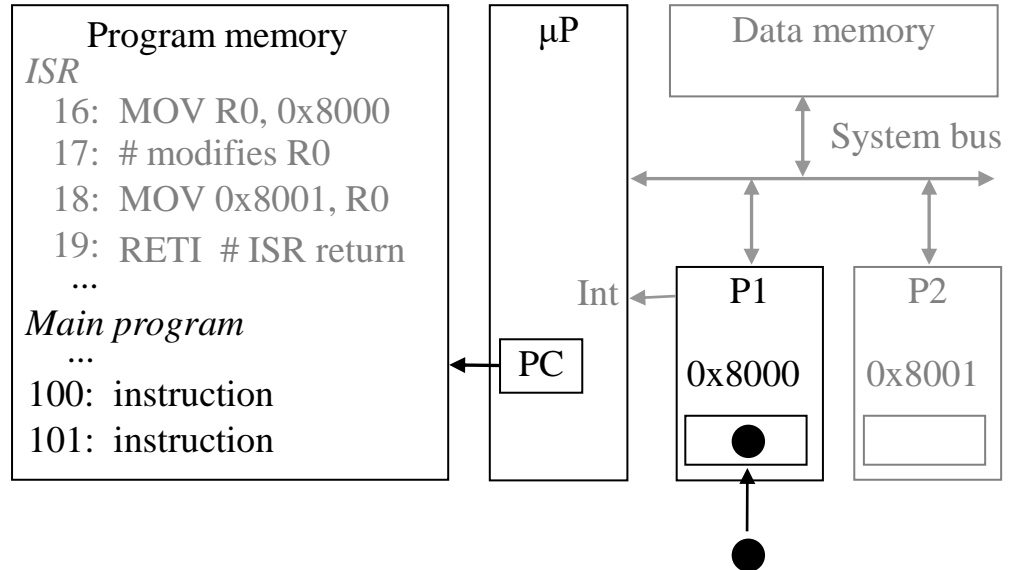 Program memory
ISR
16: MOV R0, 0x8000
17: # modifies R0
18: MOV 0x8001, R0
19: RETI # ISR return
...
Main program
...
100: instruction
101: instruction
μP
PC
Int
Data memory
System bus
P1
0x8000
P2
0x8001